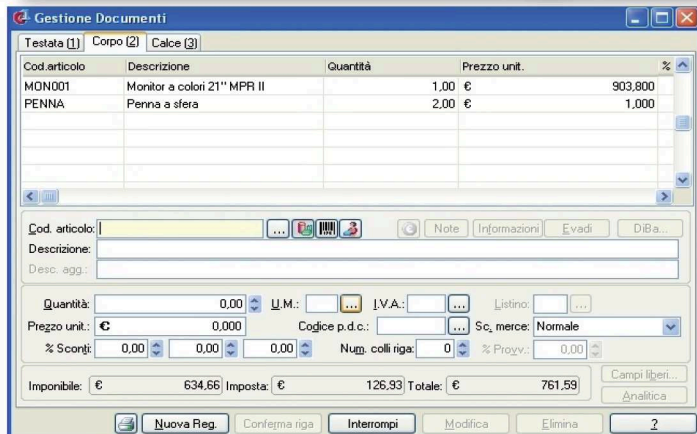 Gestione Documenti
Testata (1) Corpo (2) Calce (3)
Cod.articolo Descrizione Quantità Prezzo unit. %
MON001 Monitor a colori 21" MPR II 1,00 € 903,800
PENNA Penna a sfera 2,00 € 1,000
Cod. articolo: ... Note Informazioni Evadi DiBa...
Descrizione:
Desc. agg.:
Quantità: 0,00 U.M.: ... I.V.A.: ... Listino: ...
Prezzo unit.: € 0,000 Codice p.d.c.: ... Sc. merce: Normale
% Sconti: 0,00 0,00 0,00 Num. colli riga: 0 % Provv.: 0,00
Imponibile: € 634,66 Imposta: € 126,93 Totale: € 761,59 Campi liberi...
Analitica
Nuova Reg. Conferma riga Interrompi Modifica Elimina ?